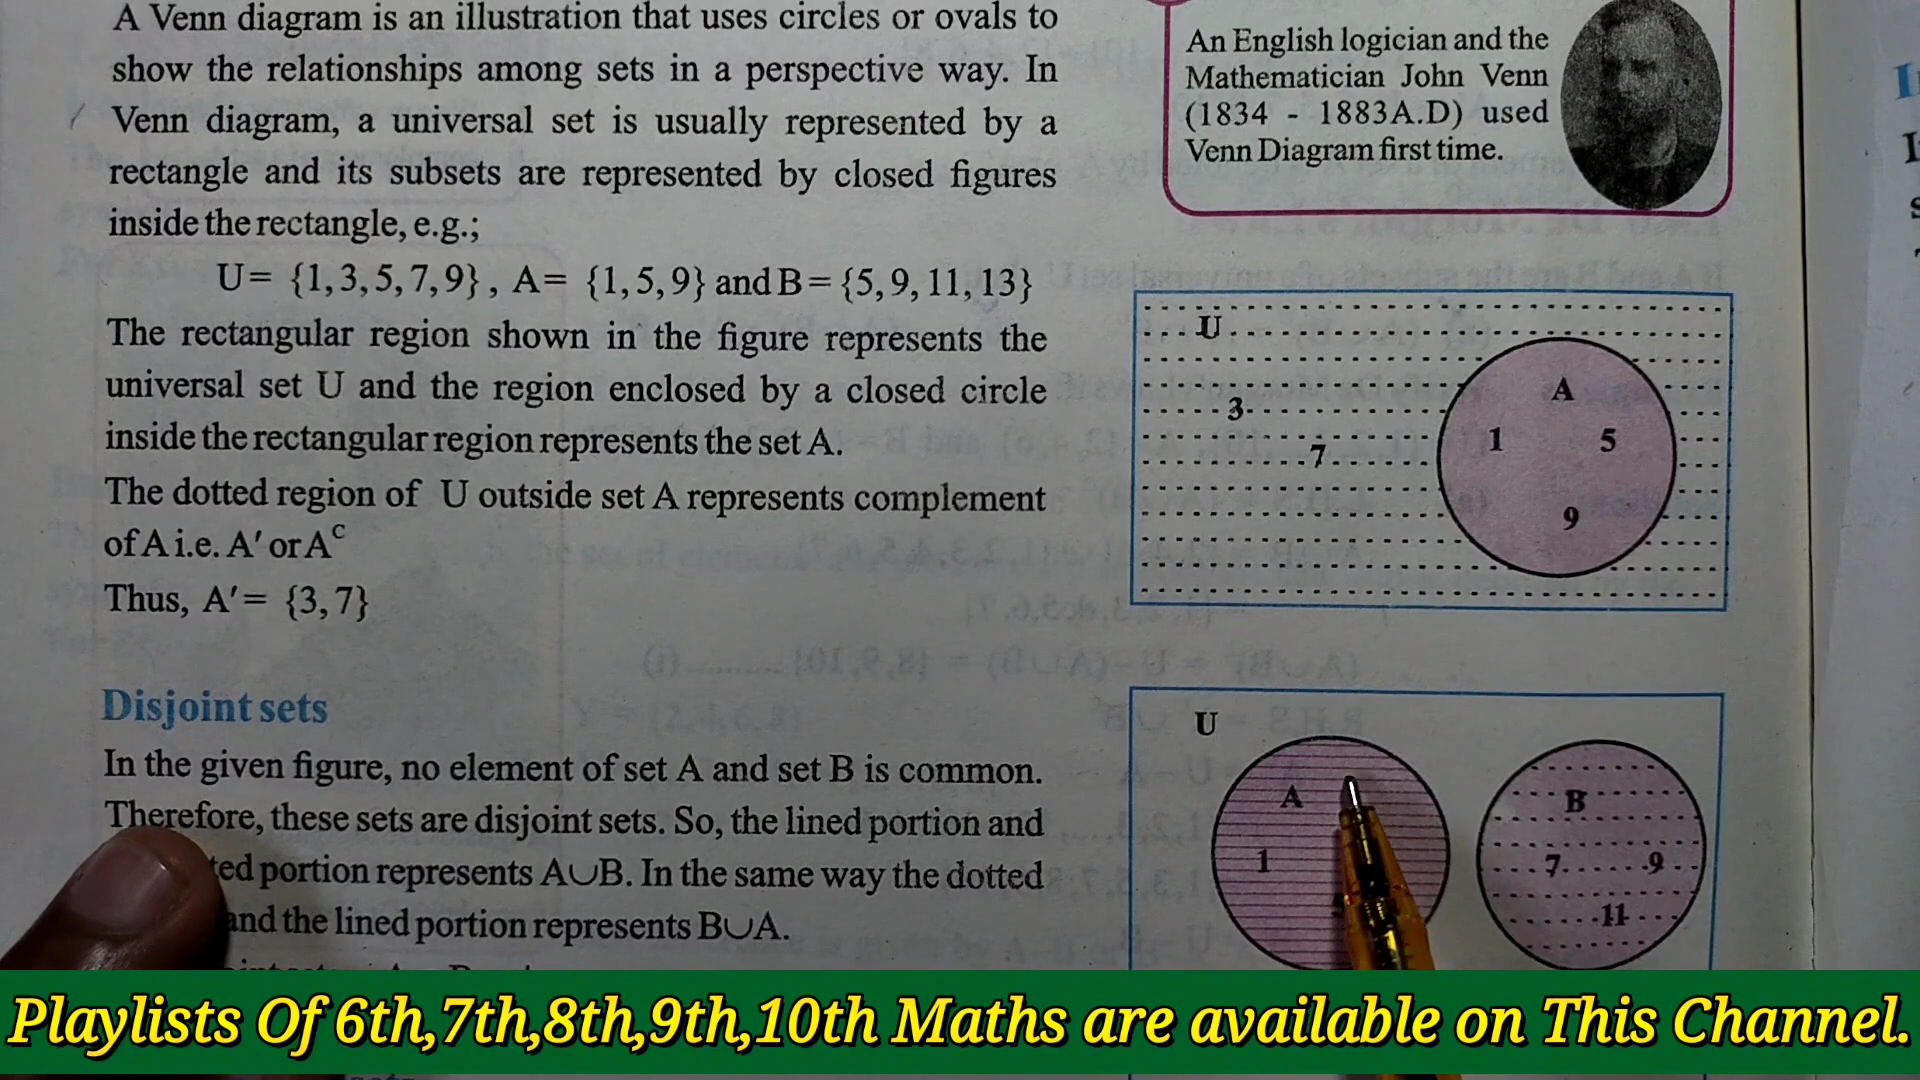 A Venn diagram is an illustration that uses circles or ovals to
show the relationships among sets in a perspective way. In
Venn diagram, a universal set is usually represented by a
rectangle and its subsets are represented by closed figures
inside the rectangle, e.g.;
U= {1,3,5,7,9}, A= {1,5,9} and B= {5,9,11,13}
The rectangular region shown in the figure represents the
universal set U and the region enclosed by a closed circle
inside the rectangular region represents the set A.
The dotted region of U outside set A represents complement
of A i.e. A′ or Aᶜ
Thus, A′= {3,7}
An English logician and the
Mathematician John Venn
(1834 - 1883A.D) used
Venn Diagram first time.
U
A
3
1 5
7
9
Disjoint sets
In the given figure, no element of set A and set B is common.
Therefore, these sets are disjoint sets. So, the lined portion and
ted portion represents A∪B. In the same way the dotted
and the lined portion represents B∪A.
U
A
1
B
7 9
11
Playlists Of 6th,7th,8th,9th,10th Maths are available on This Channel.